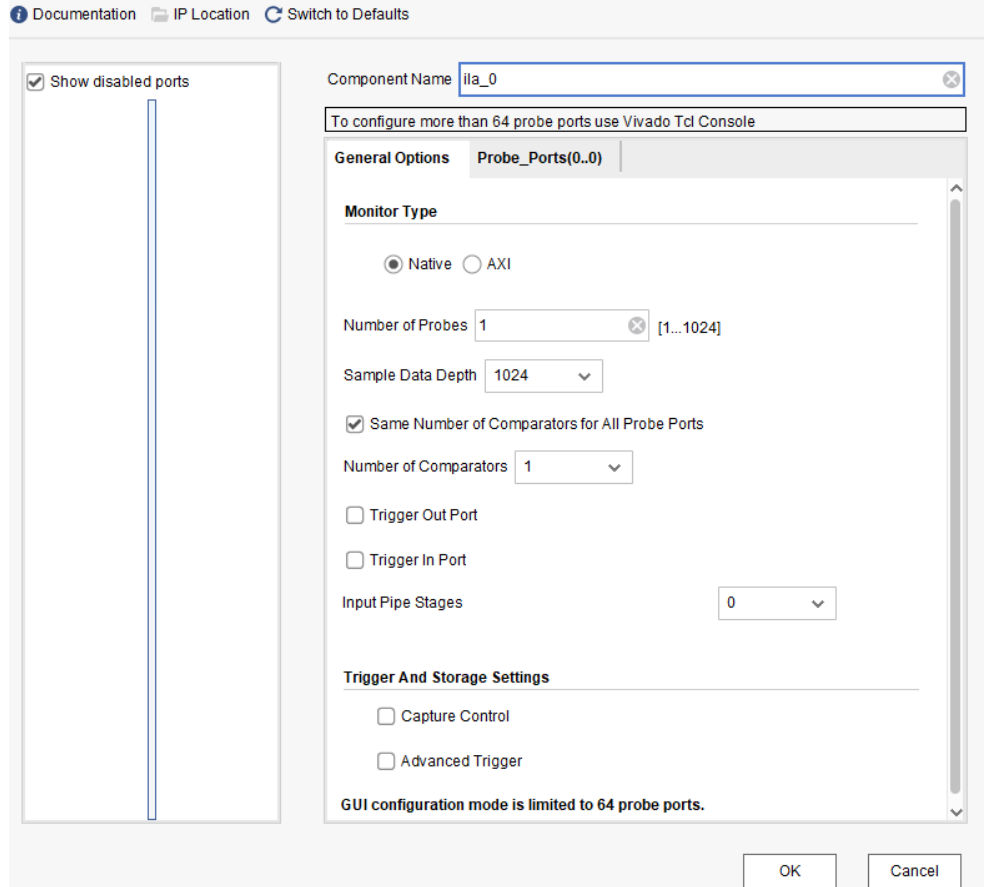 Documentation IP Location Switch to Defaults
Show disabled ports
Component Name ila_0
To configure more than 64 probe ports use Vivado Tcl Console
General Options Probe_Ports(0..0)
Monitor Type
Native AXI
Number of Probes 1 [1...1024]
Sample Data Depth 1024
Same Number of Comparators for All Probe Ports
Number of Comparators 1
Trigger Out Port
Trigger In Port
Input Pipe Stages 0
Trigger And Storage Settings
Capture Control
Advanced Trigger
GUI configuration mode is limited to 64 probe ports.
OK Cancel